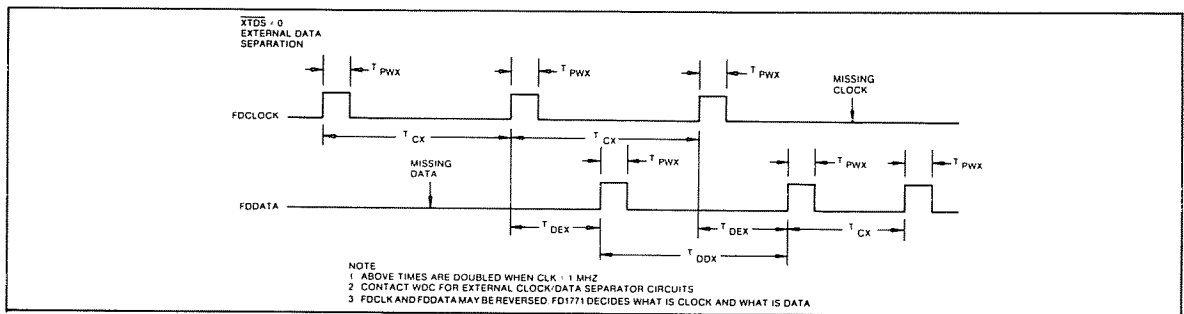 XTDS = 0
EXTERNAL DATA
SEPARATION
T PWX
T PWX
T PWX
MISSING
CLOCK
FDCLOCK
T CX
T CX
MISSING
DATA
T PWX
T PWX
T PWX
FDDATA
T DEX
T DEX
T CX
T DDX
NOTE
1 ABOVE TIMES ARE DOUBLED WHEN CLK = 1 MHZ
2 CONTACT WDC FOR EXTERNAL CLOCK/DATA SEPARATOR CIRCUITS
3 FDCLK AND FDDATA MAY BE REVERSED. FD1771 DECIDES WHAT IS CLOCK AND WHAT IS DATA